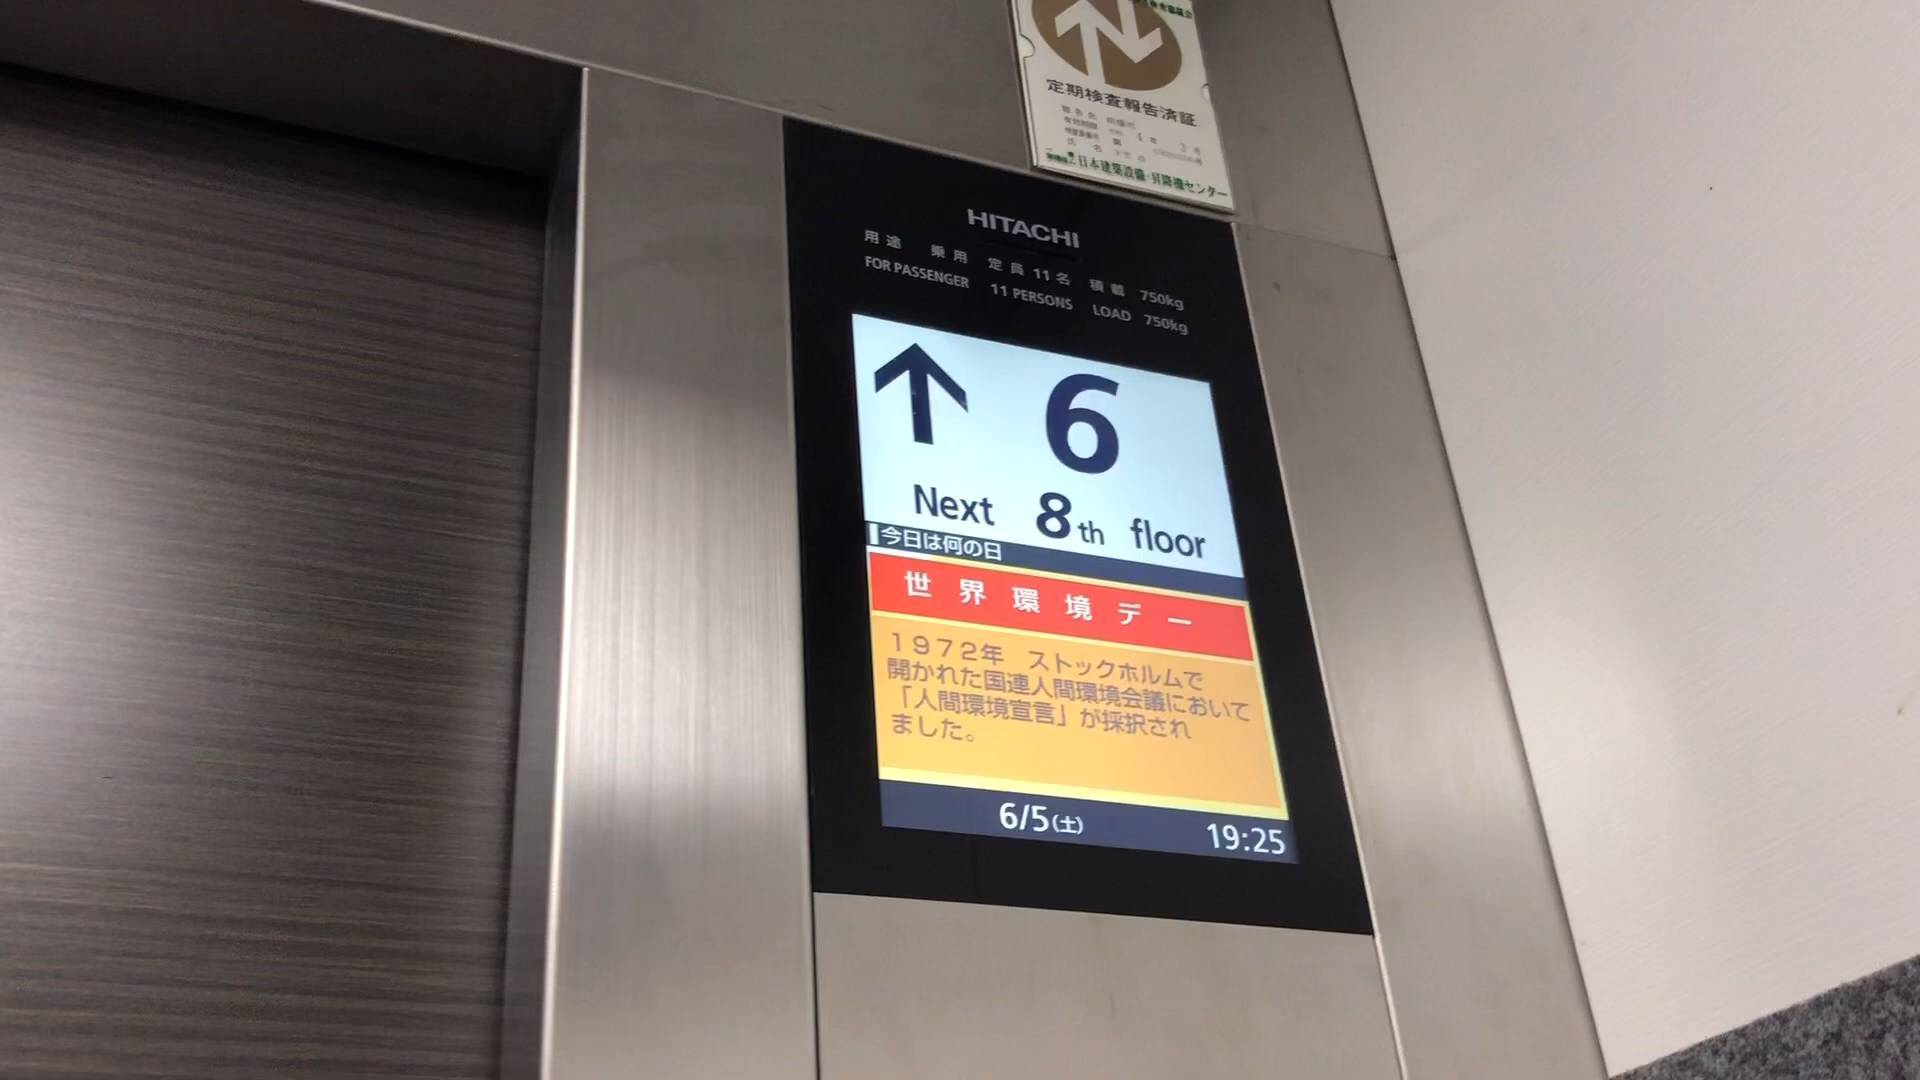 定期検査報告済証
日本建築設備・昇降機センター
HITACHI
用途 乗用 定員 11名 積載 750kg
FOR PASSENGER 11 PERSONS LOAD 750kg
6
Next 8th floor
今日は何の日
世界環境デー
1972年 ストックホルムで
開かれた国連人間環境会議において
「人間環境宣言」が採択され
ました。
6/5(土) 19:25